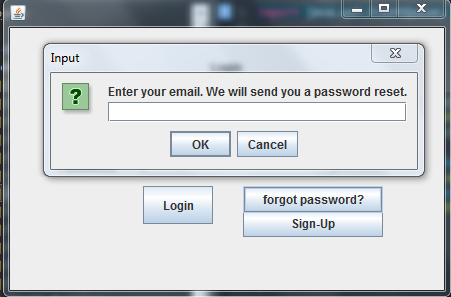 Input
Enter your email. We will send you a password reset.
OK
Cancel
Login
forgot password?
Sign-Up